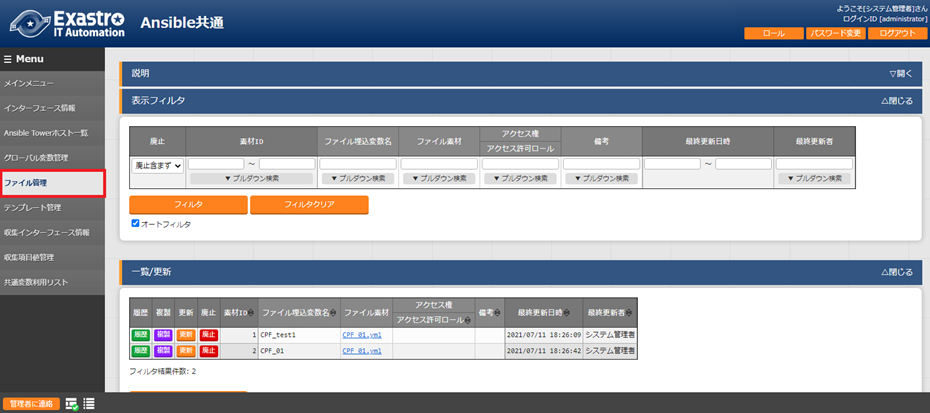 Exastro
IT Automation
Ansible共通
ようこそ[システム管理者]さん
ログインID [administrator]
ロール パスワード変更 ログアウト
Menu
メインメニュー
インターフェース情報
Ansible Towerホスト一覧
グローバル変数管理
ファイル管理
テンプレート管理
収集インターフェース情報
収集項目値管理
共通変数利用リスト
説明 ▽開く
表示フィルタ △閉じる
廃止 素材ID ファイル埋込変数名 ファイル素材 アクセス権 備考 最終更新日時 最終更新者
アクセス許可ロール
廃止含まず ～ ～
▼ プルダウン検索 ▼ プルダウン検索 ▼ プルダウン検索 ▼ プルダウン検索 ▼ プルダウン検索 ▼ プルダウン検索
フィルタ フィルタクリア
オートフィルタ
一覧/更新 △閉じる
履歴 複製 更新 廃止 素材ID ファイル埋込変数名 ファイル素材 アクセス権 備考 最終更新日時 最終更新者
アクセス許可ロール
履歴 複製 更新 廃止 1 CPF_test1 CPF_01.yml 2021/07/11 18:26:09 システム管理者
履歴 複製 更新 廃止 2 CPF_01 CPF_01.yml 2021/07/11 18:26:42 システム管理者
フィルタ結果件数: 2
管理者に連絡